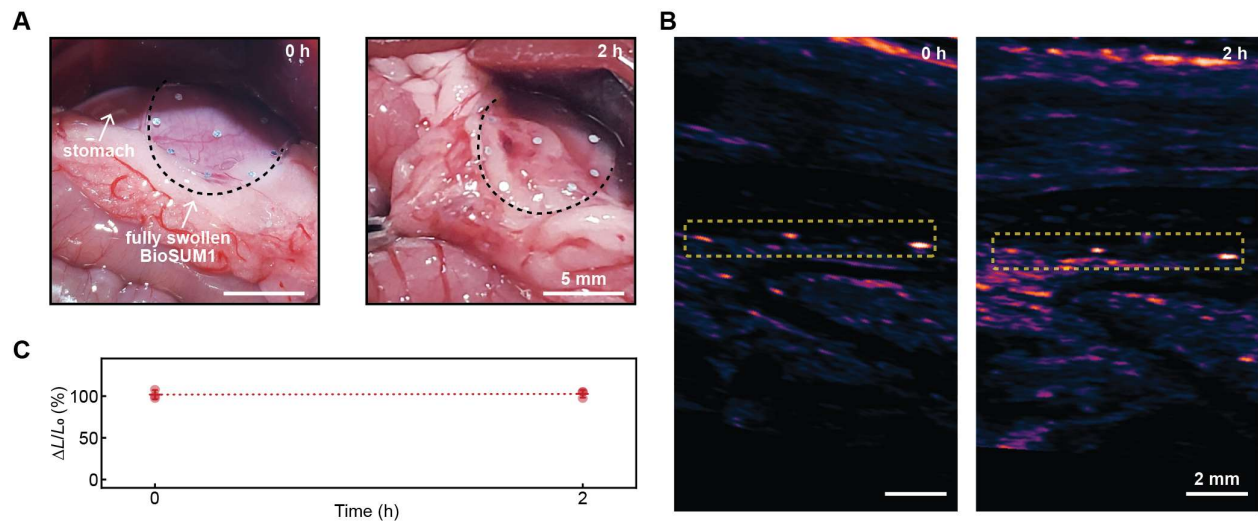 A
0 h
stomach
fully swollen
BioSUM1
2 h
5 mm
B
0 h
2 h
2 mm
C
ΔL/L₀ (%)
100
50
0
0
2
Time (h)